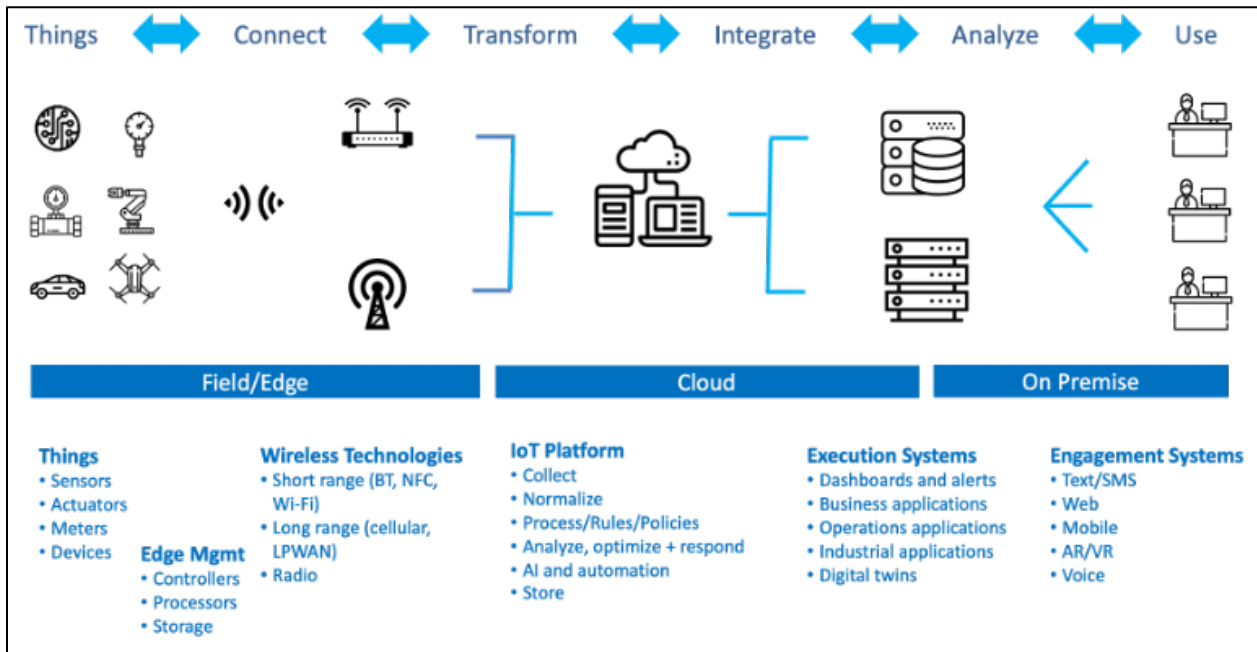 Things Connect Transform Integrate Analyze Use
Field/Edge Cloud On Premise
Things
• Sensors
• Actuators
• Meters
• Devices
Edge Mgmt
• Controllers
• Processors
• Storage
Wireless Technologies
• Short range (BT, NFC,
Wi-Fi)
• Long range (cellular,
LPWAN)
• Radio
IoT Platform
• Collect
• Normalize
• Process/Rules/Policies
• Analyze, optimize + respond
• AI and automation
• Store
Execution Systems
• Dashboards and alerts
• Business applications
• Operations applications
• Industrial applications
• Digital twins
Engagement Systems
• Text/SMS
• Web
• Mobile
• AR/VR
• Voice